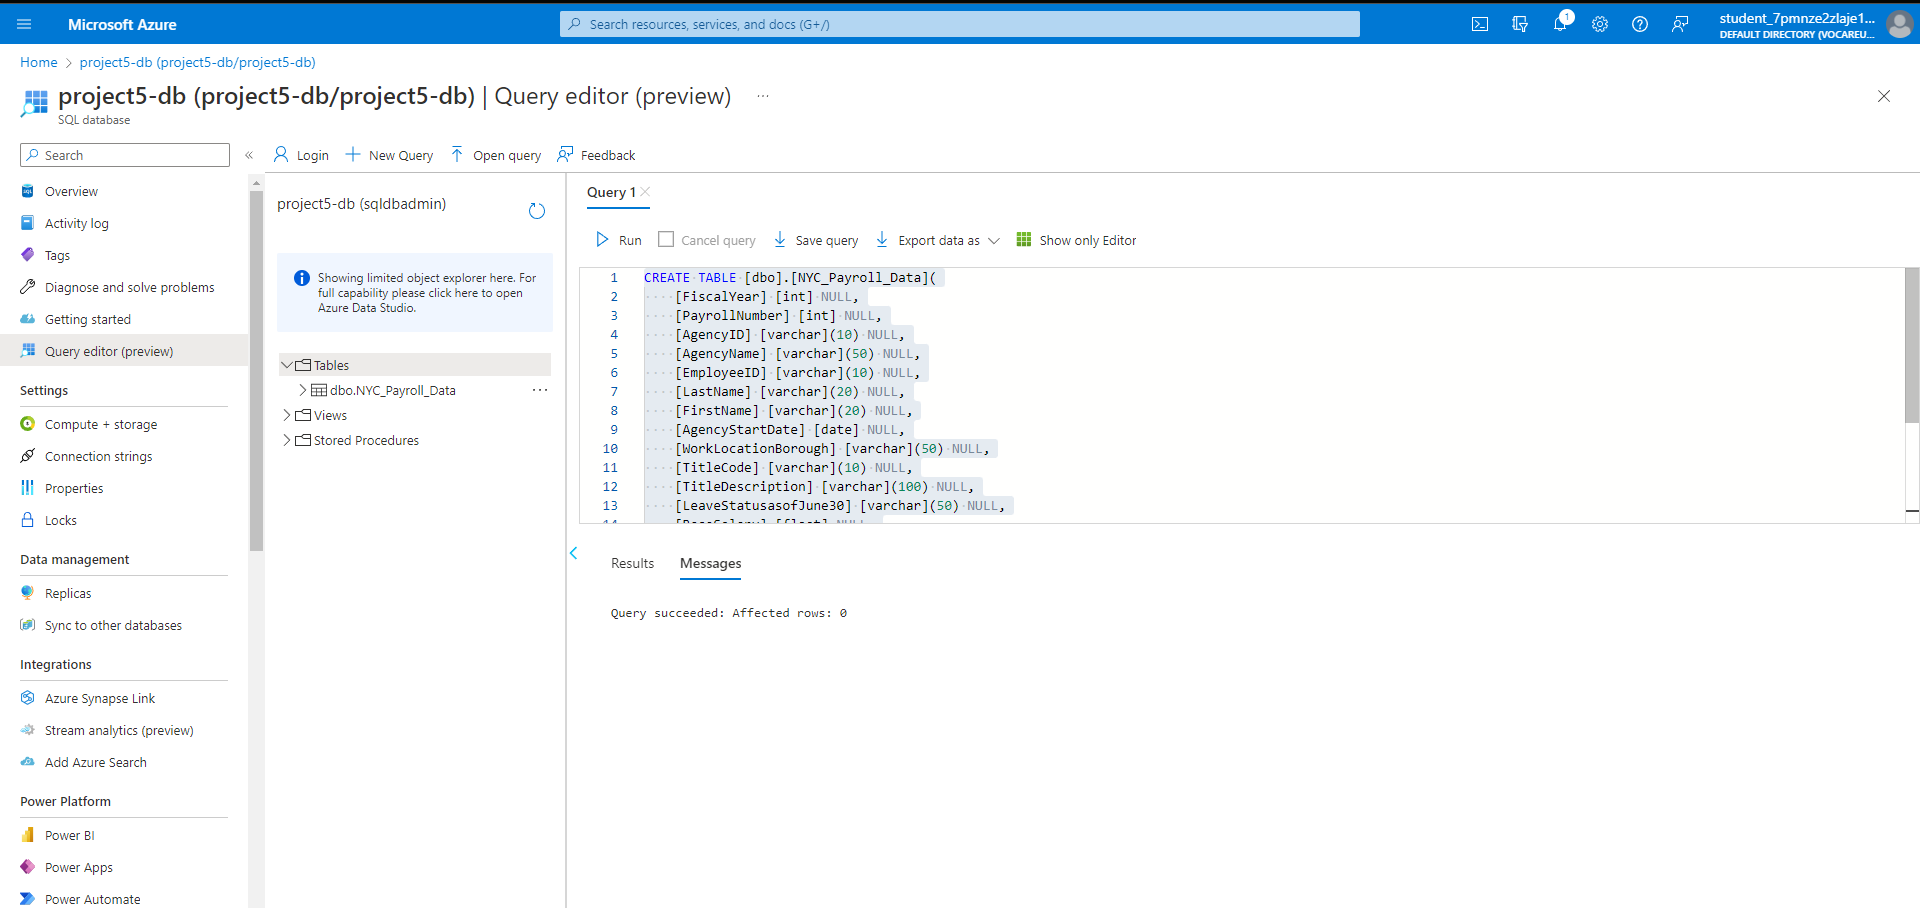 Microsoft Azure
Search resources, services, and docs (G+/)
1
student_7pmnze2zlaje1...
DEFAULT DIRECTORY (VOCAREU...
Home > project5-db (project5-db/project5-db)
project5-db (project5-db/project5-db) | Query editor (preview) ...
SQL database
Search
«
Overview
Activity log
Tags
Diagnose and solve problems
Getting started
Query editor (preview)
Settings
Compute + storage
Connection strings
Properties
Locks
Data management
Replicas
Sync to other databases
Integrations
Azure Synapse Link
Stream analytics (preview)
Add Azure Search
Power Platform
Power BI
Power Apps
Power Automate
Login
New Query
Open query
Feedback
project5-db (sqldbadmin)
Showing limited object explorer here. For
full capability please click here to open
Azure Data Studio.
Tables
dbo.NYC_Payroll_Data ...
Views
Stored Procedures
Query 1
Run
Cancel query
Save query
Export data as
Show only Editor
1 CREATE TABLE [dbo].[NYC_Payroll_Data](
2 [FiscalYear] [int] NULL,
3 [PayrollNumber] [int] NULL,
4 [AgencyID] [varchar](10) NULL,
5 [AgencyName] [varchar](50) NULL,
6 [EmployeeID] [varchar](10) NULL,
7 [LastName] [varchar](20) NULL,
8 [FirstName] [varchar](20) NULL,
9 [AgencyStartDate] [date] NULL,
10 [WorkLocationBorough] [varchar](50) NULL,
11 [TitleCode] [varchar](10) NULL,
12 [TitleDescription] [varchar](100) NULL,
13 [LeaveStatusasofJune30] [varchar](50) NULL,
14 [BaseSalary] [float] NULL,
Results
Messages
Query succeeded: Affected rows: 0